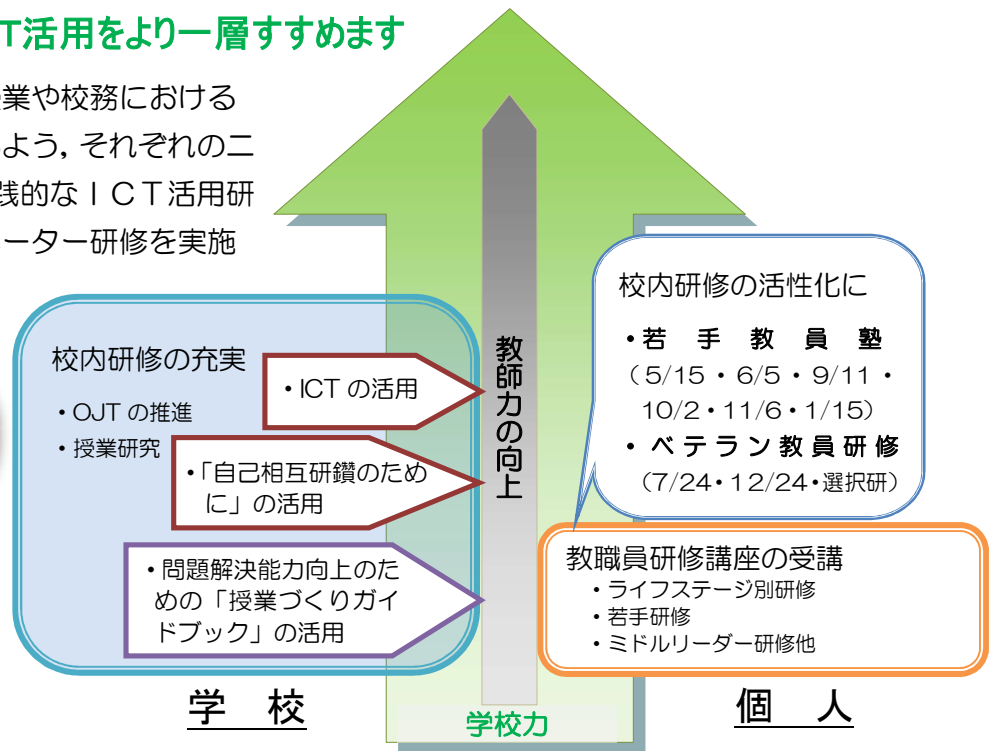 T活用をより一層すすめます
業や校務における
よう，それぞれの二
践的なＩＣＴ活用研
ーター研修を実施
校内研修の充実
・OJT の推進
・授業研究
・ICT の活用
・「自己相互研鑽のため
に」の活用
・問題解決能力向上のた
めの「授業づくりガイ
ドブック」の活用
学　校
教師力の向上
学校力
校内研修の活性化に
・若 手 教 員 塾
（5/15・6/5・9/11・
10/2・11/6・1/15）
・ベテラン教員研修
（7/24・12/24・選択研）
教職員研修講座の受講
・ライフステージ別研修
・若手研修
・ミドルリーダー研修他
個　人